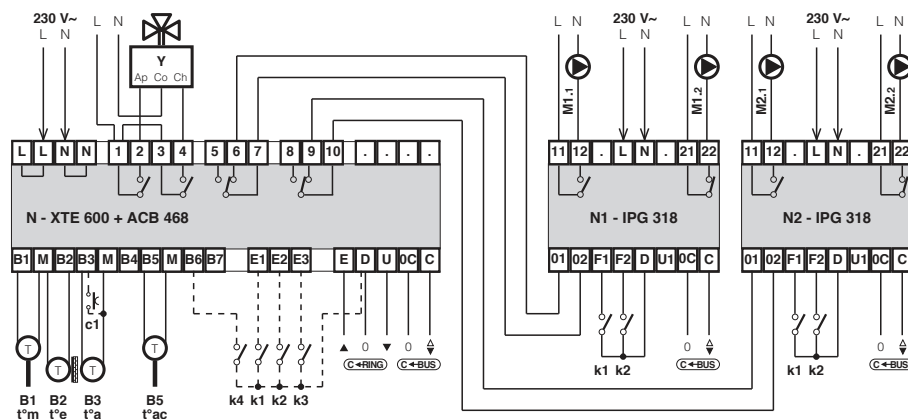 230 V~ L N 230 V~ L N 230 V~ L N
L N L N L N L N L N
Y
Ap Co Ch
M1.1 M1.2 M2.1 M2.2
L L N N 1 2 3 4 5 6 7 8 9 10 . . . . 11 12 . L N . 21 22 11 12 . L N . 21 22
N - XTE 600 + ACB 468 N1 - IPG 318 N2 - IPG 318
B1 M B2 B3 M B4 B5 M B6 B7 E1 E2 E3 E D U 0C C 01 02 F1 F2 D U1 0C C 01 02 F1 F2 D U1 0C C
c1
0 0 0 0
T T T T
C RING C BUS k1 k2 C BUS k1 k2 C BUS
B1 B2 B3 B5 k4 k1 k2 k3
t°m t°e t°a t°ac